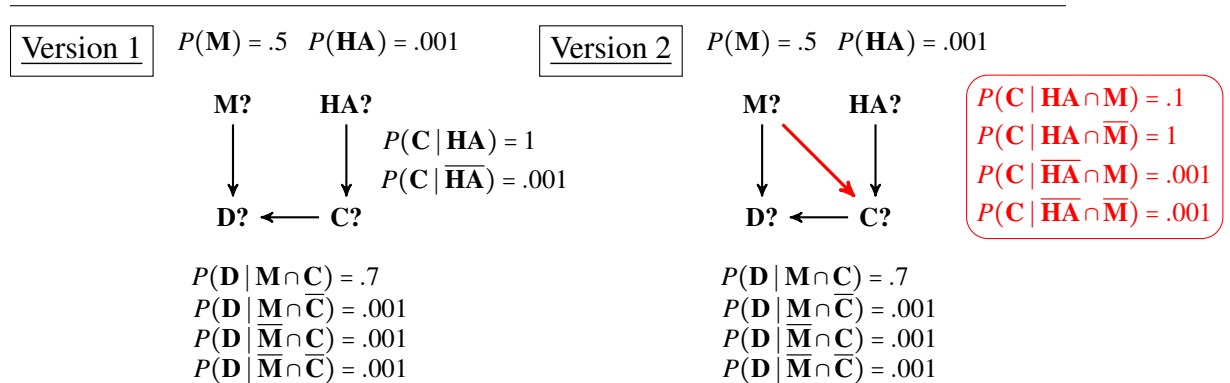 Version 1 P(M) = .5 P(HA) = .001
M? HA?
P(C | HA) = 1
P(C | H̅A̅) = .001
D? C?
P(D | M ∩ C) = .7
P(D | M ∩ C̅) = .001
P(D | M̅ ∩ C) = .001
P(D | M̅ ∩ C̅) = .001
Version 2 P(M) = .5 P(HA) = .001
M? HA?
D? C?
P(C | HA ∩ M) = .1
P(C | HA ∩ M̅) = 1
P(C | H̅A̅ ∩ M) = .001
P(C | H̅A̅ ∩ M̅) = .001
P(D | M ∩ C) = .7
P(D | M ∩ C̅) = .001
P(D | M̅ ∩ C) = .001
P(D | M̅ ∩ C̅) = .001